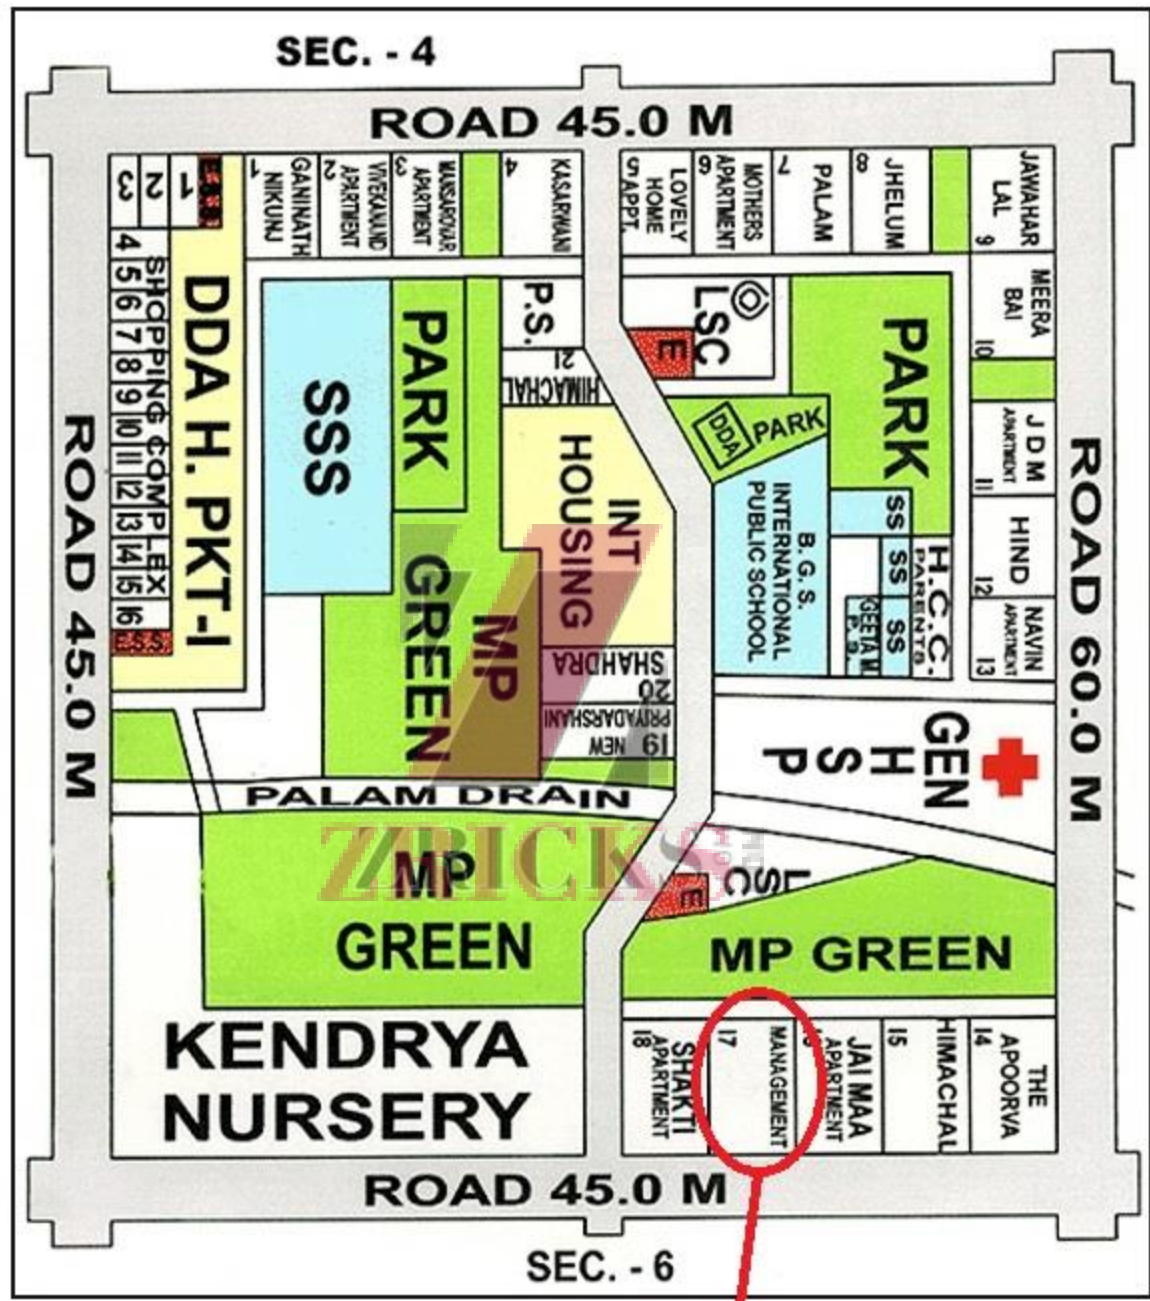 SEC. - 4
ROAD 45.0 M
3
2
1
E.S.S.
1
GANINATH
NIKUNJ
2
VIVEKANAND
APARTMENT
3
MANSAROVAR
APARTMENT
4
KASARWANI
5
LOVELY
HOME
APPT.
6
MOTHERS
APARTMENT
7
PALAM
8
JHELUM
JAWAHAR
LAL
9
MEERA
BAI
10
J D M
APARTMENT
11
HIND
12
NAVIN
APARTMENT
13
ROAD 60.0 M
ROAD 45.0 M
4
5
6
7
8
9
10
11
12
13
14
15
16
SHOPPING COMPLEX
E.S.S.
DDA H. PKT-I
SSS
PARK
P.S.
21
HIMACHAL
INT
HOUSING
MP
GREEN
SHAHDRA
20
PRIYADARSHANI
NEW
19
LSC
E
PARK
DDA
PARK
B. G. S.
INTERNATIONAL
PUBLIC SCHOOL
SS
SS
SS
GEETA M.
P. S.
H.C.C.
PARENTS
GEN
H
S
P
PALAM DRAIN
ZRICKS
.COM
MP
GREEN
LSC
E
MP GREEN
KENDRYA
NURSERY
18
SHAKTI
APARTMENT
17
MANAGEMENT
JAI MAA
APARTMENT
15
HIMACHAL
14
THE
APOORVA
ROAD 45.0 M
SEC. - 6